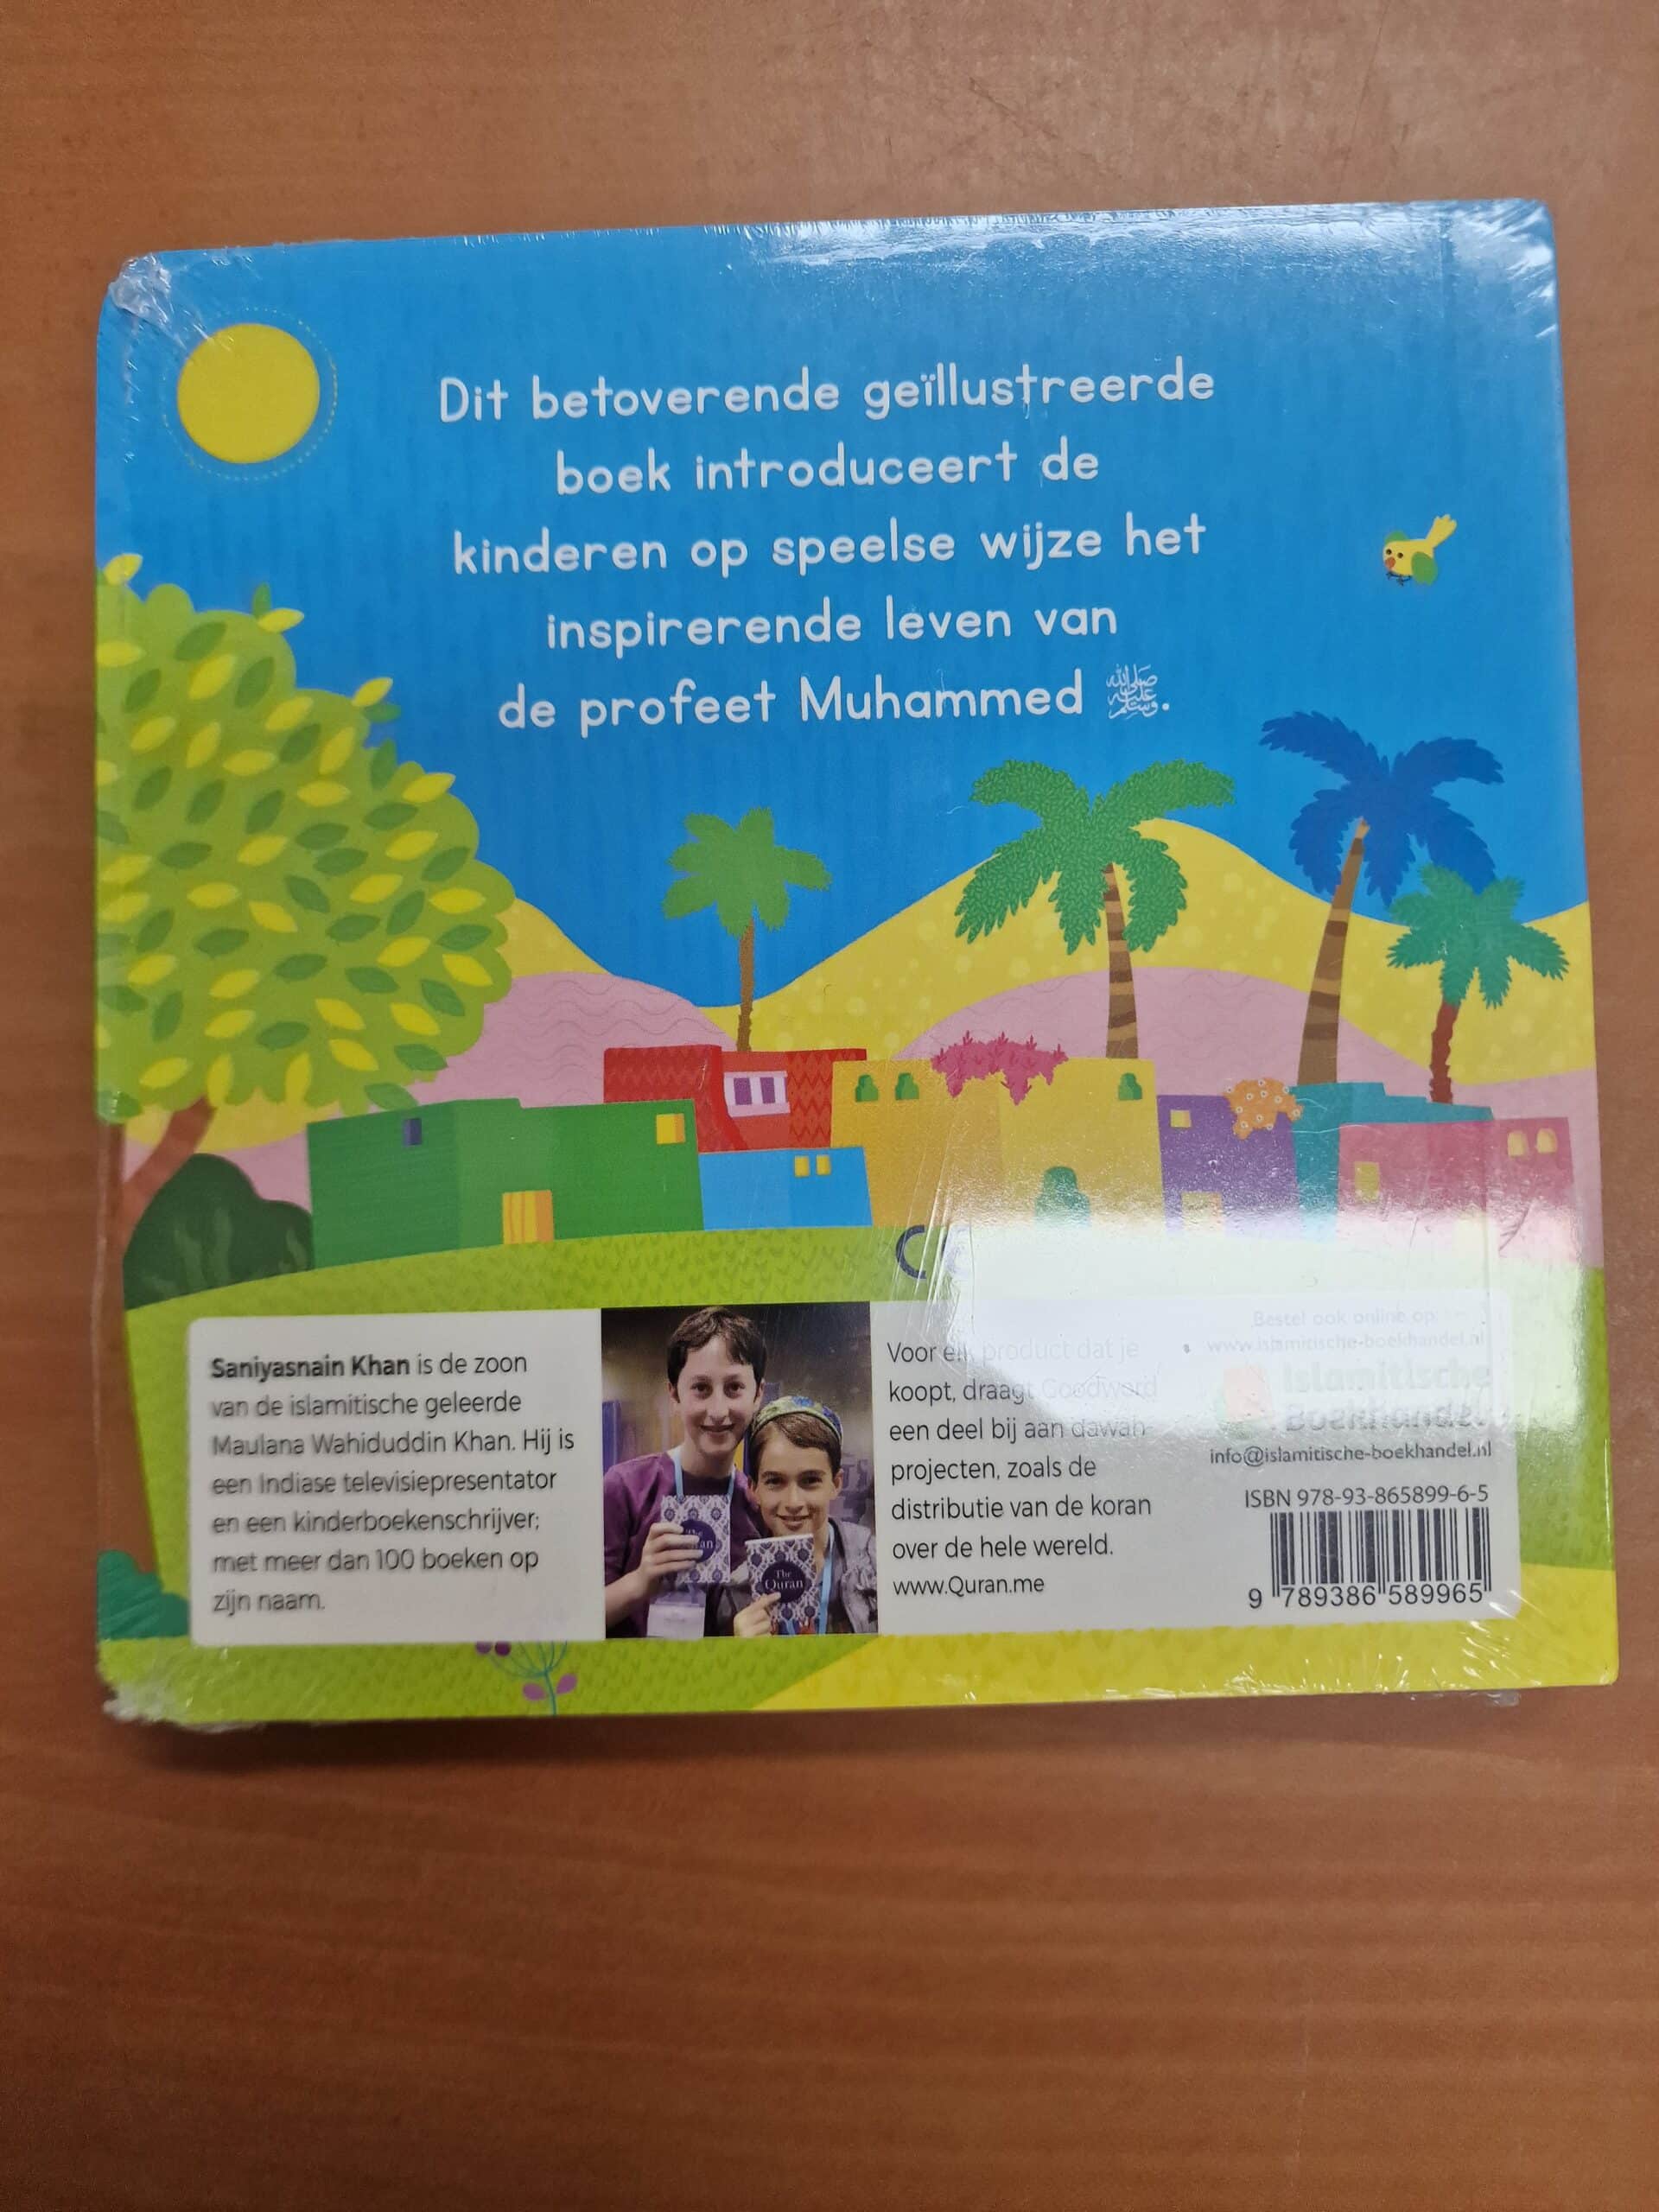 Dit betoverende geïllustreerde
boek introduceert de
kinderen op speelse wijze het
inspirerende leven van
de profeet Muhammed ﷺ.
Saniyasnain Khan is de zoon
van de islamitische geleerde
Maulana Wahiduddin Khan. Hij is
een Indiase televisiepresentator
en een kinderboekenschrijver;
met meer dan 100 boeken op
zijn naam.
The
Quran
Voor elk product dat je
koopt, draagt Goodword
een deel bij aan dawah-
projecten, zoals de
distributie van de koran
over de hele wereld.
www.Quran.me
Bestel ook online op:
www.islamitische-boekhandel.nl
Islamitische
Boekhandel
info@islamitische-boekhandel.nl
ISBN 978-93-865899-6-5
9 789386 589965